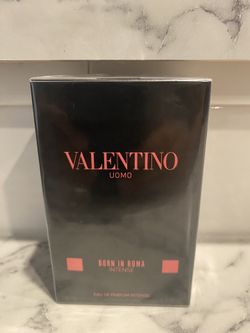 VALENTINO
UOMO
BORN IN ROMA
INTENSE
EAU DE PARFUM INTENSE